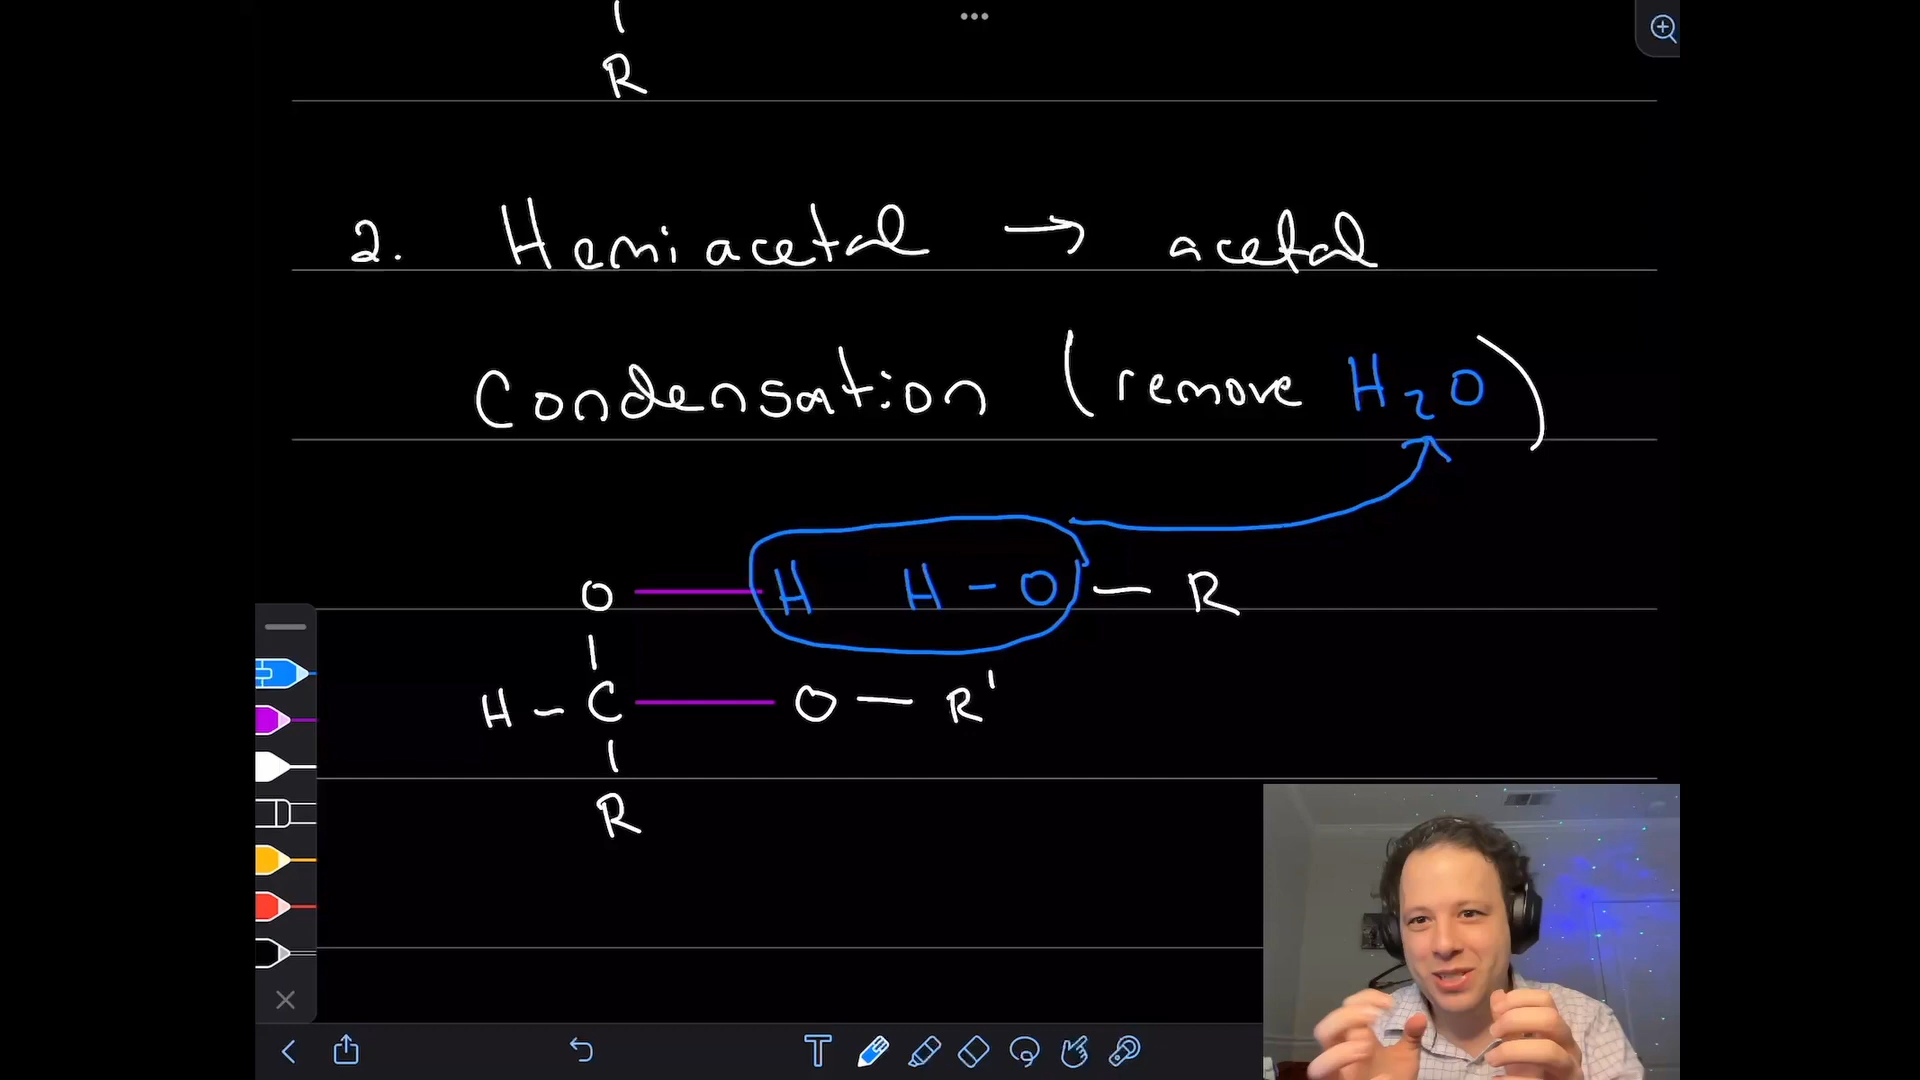 R
2. Hemiacetal → acetal
Condensation (remove H₂O)
O — H H - O — R
H - C — O — R'
R
T